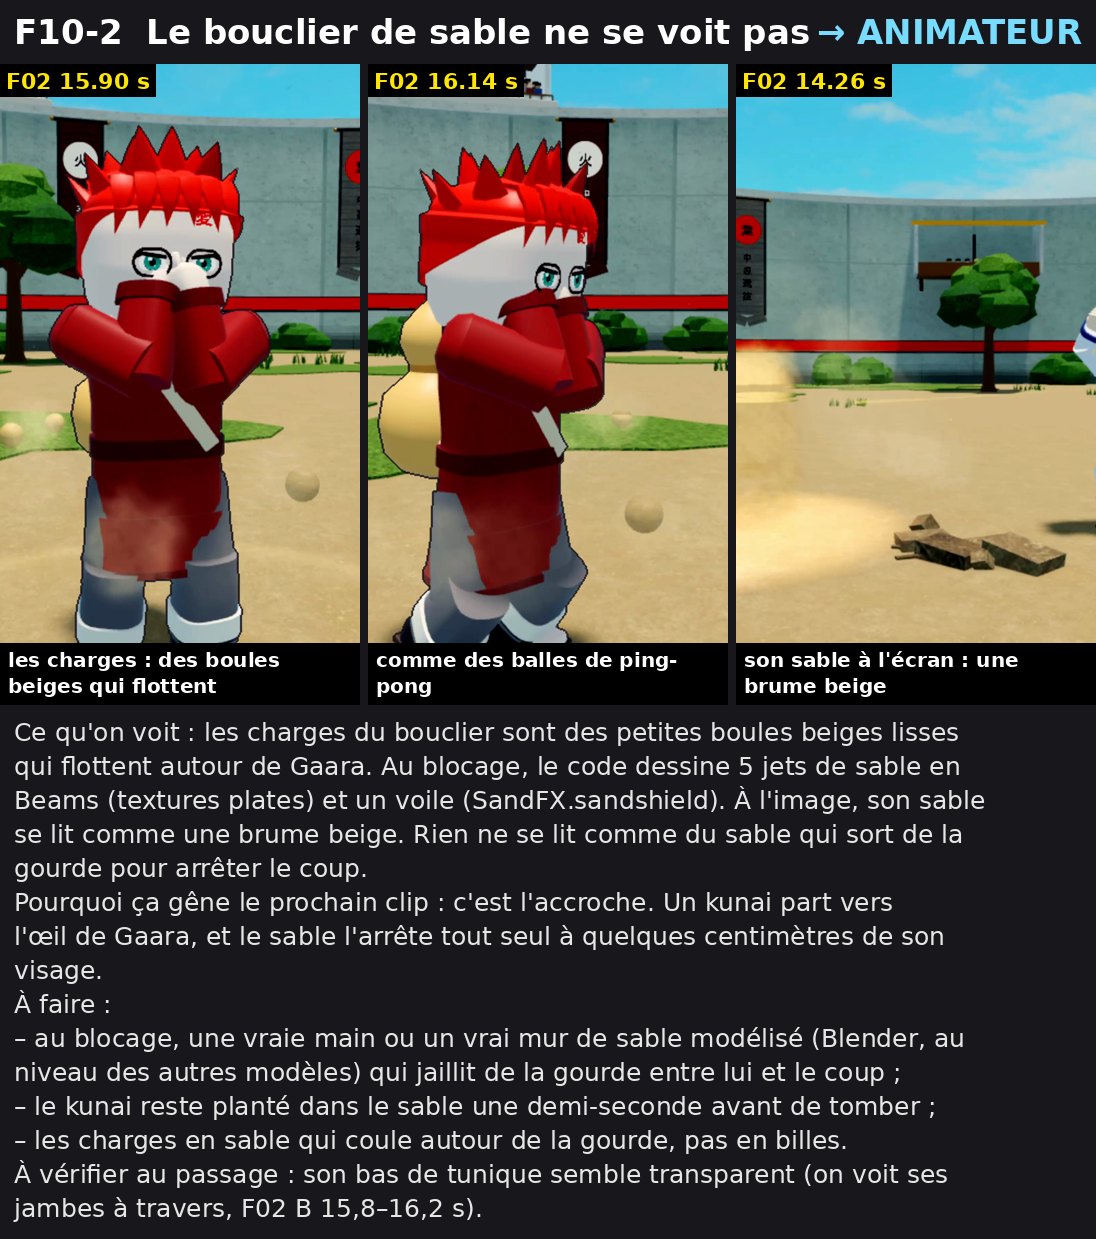 F10-2 Le bouclier de sable ne se voit pas → ANIMATEUR
F02 15.90 s
F02 16.14 s
F02 14.26 s
火
火
愛
les charges : des boules
beiges qui flottent
comme des balles de ping-
pong
son sable à l'écran : une
brume beige
Ce qu'on voit : les charges du bouclier sont des petites boules beiges lisses
qui flottent autour de Gaara. Au blocage, le code dessine 5 jets de sable en
Beams (textures plates) et un voile (SandFX.sandshield). À l'image, son sable
se lit comme une brume beige. Rien ne se lit comme du sable qui sort de la
gourde pour arrêter le coup.
Pourquoi ça gêne le prochain clip : c'est l'accroche. Un kunai part vers
l'œil de Gaara, et le sable l'arrête tout seul à quelques centimètres de son
visage.
À faire :
– au blocage, une vraie main ou un vrai mur de sable modélisé (Blender, au
niveau des autres modèles) qui jaillit de la gourde entre lui et le coup ;
– le kunai reste planté dans le sable une demi-seconde avant de tomber ;
– les charges en sable qui coule autour de la gourde, pas en billes.
À vérifier au passage : son bas de tunique semble transparent (on voit ses
jambes à travers, F02 B 15,8–16,2 s).